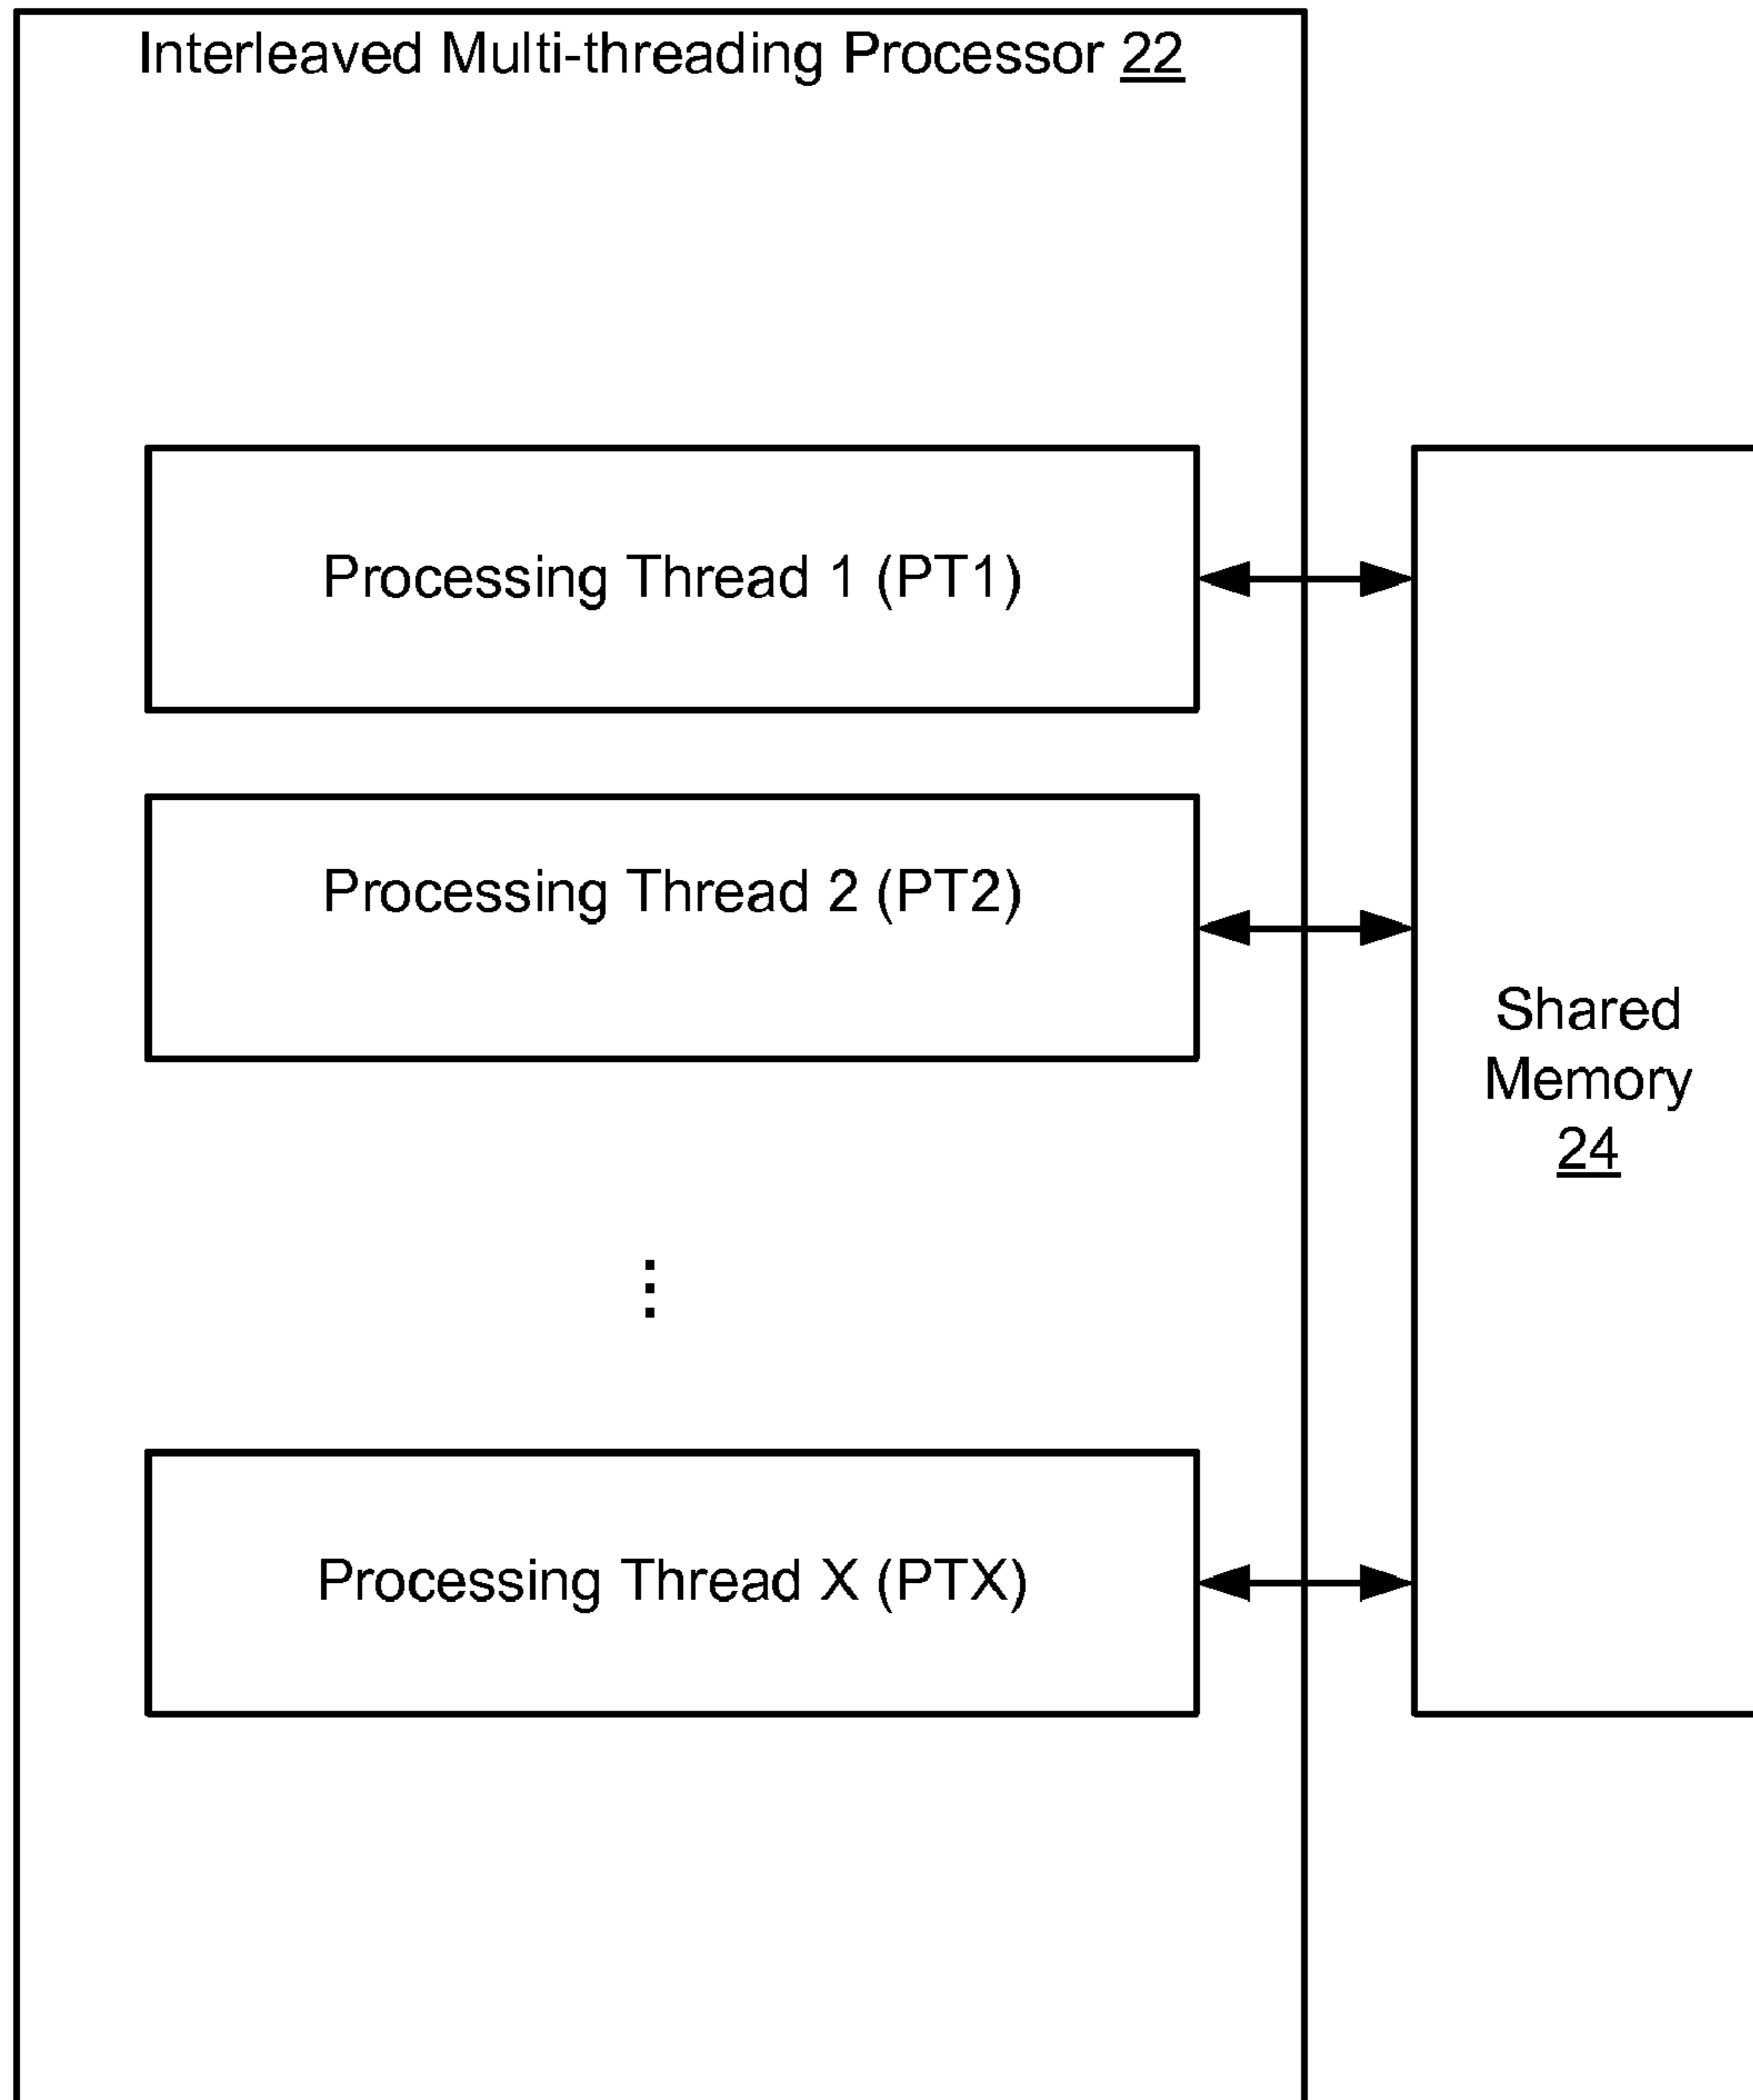 Interleaved Multi-threading Processor 22
Processing Thread 1 (PT1)
Processing Thread 2 (PT2)
Shared
Memory
24
⋮
Processing Thread X (PTX)